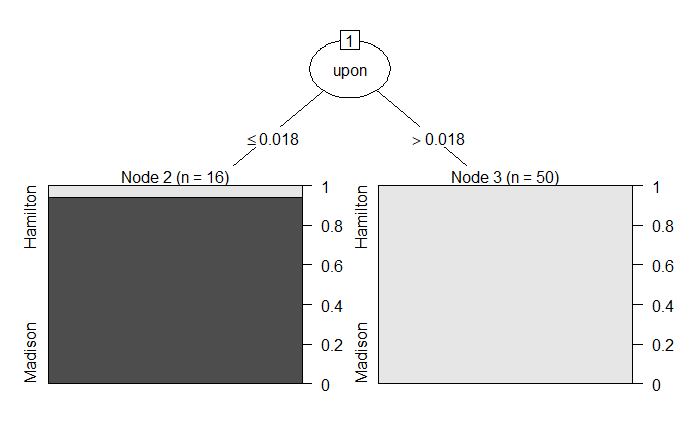 1
upon
≤ 0.018
> 0.018
Node 2 (n = 16)
Node 3 (n = 50)
Hamilton
Madison
1
0.8
0.6
0.4
0.2
0
Hamilton
Madison
1
0.8
0.6
0.4
0.2
0